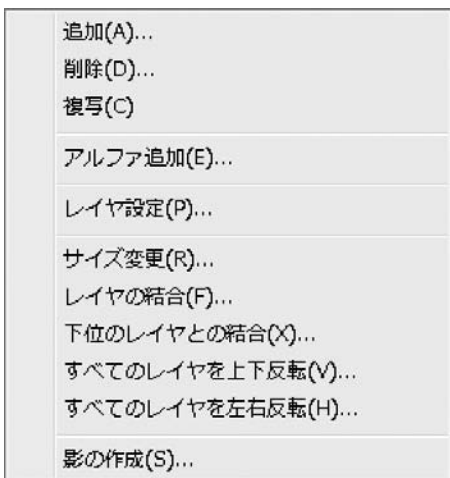 追加(A)...
削除(D)...
複写(C)
アルファ追加(E)...
レイヤ設定(P)...
サイズ変更(R)...
レイヤの結合(F)...
下位のレイヤとの結合(X)...
すべてのレイヤを上下反転(V)...
すべてのレイヤを左右反転(H)...
影の作成(S)...